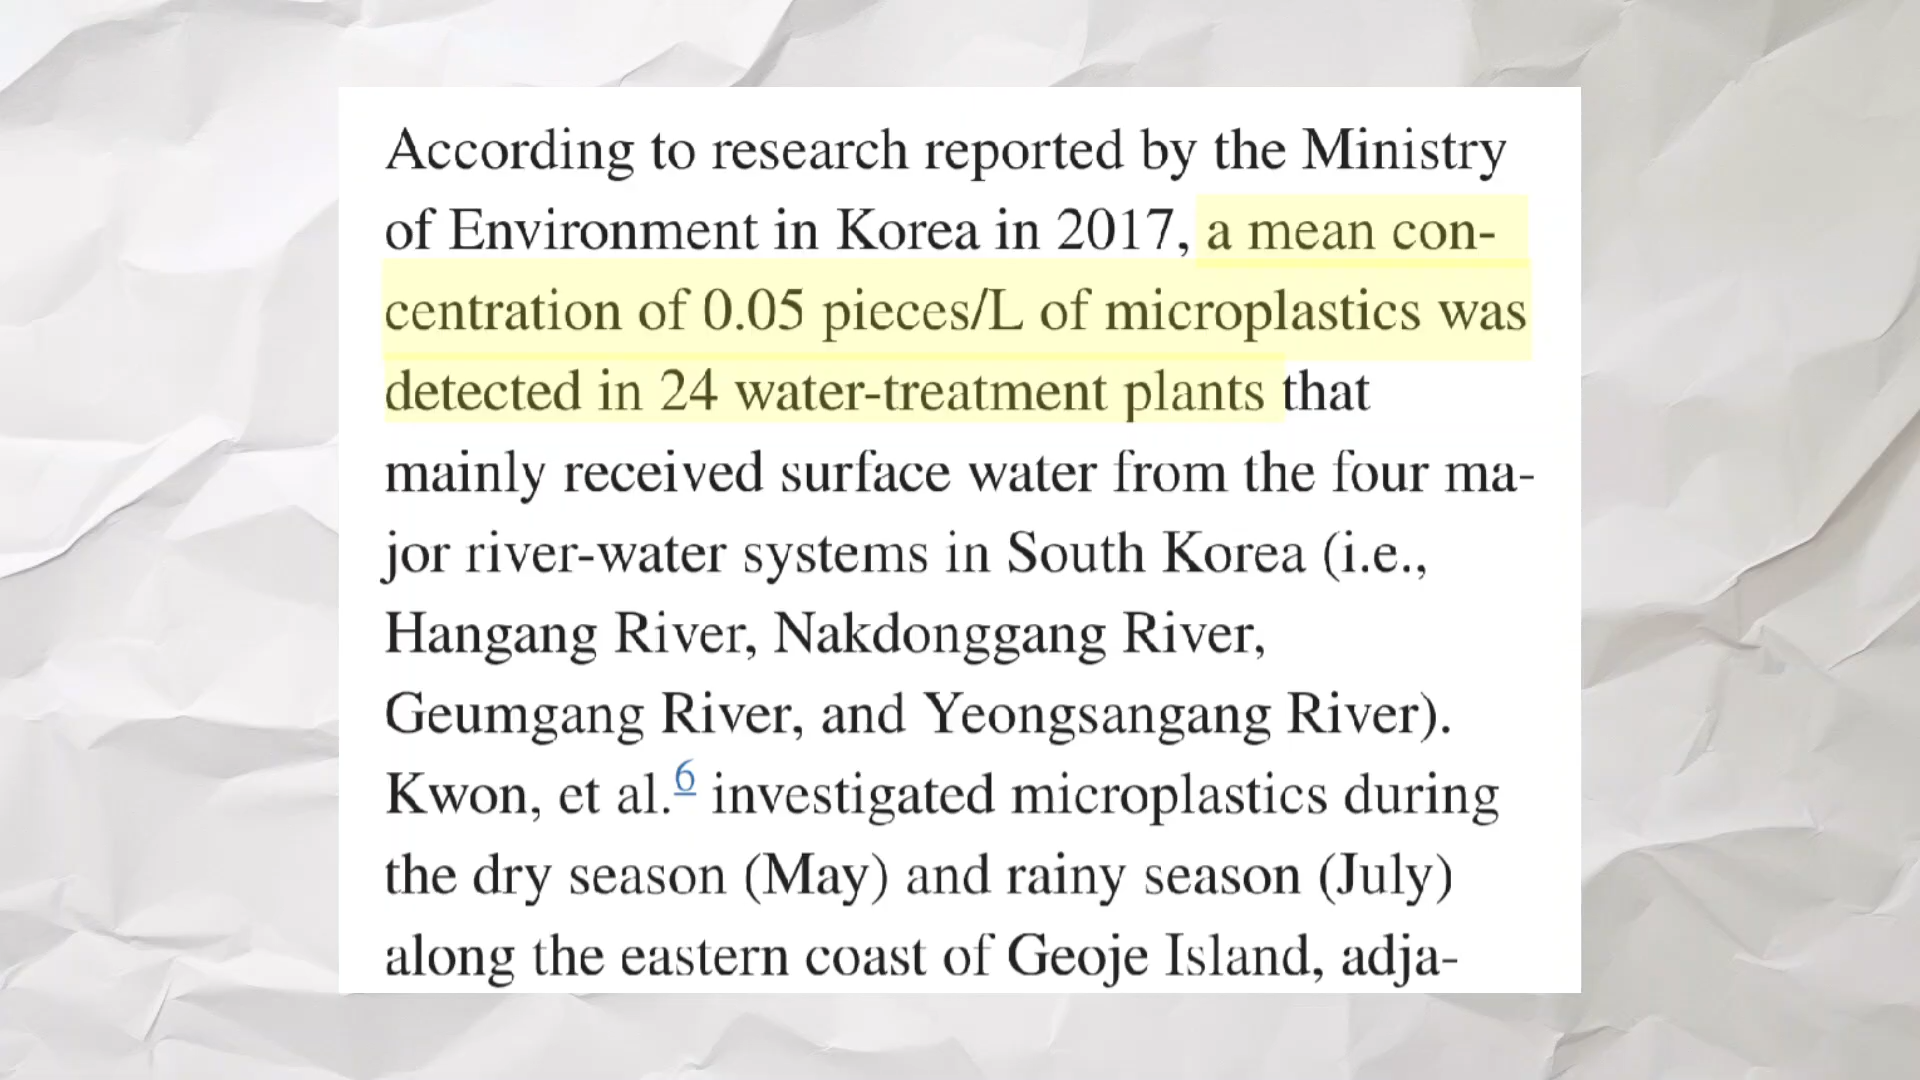 According to research reported by the Ministry
of Environment in Korea in 2017, a mean con-
centration of 0.05 pieces/L of microplastics was
detected in 24 water-treatment plants that
mainly received surface water from the four ma-
jor river-water systems in South Korea (i.e.,
Hangang River, Nakdonggang River,
Geumgang River, and Yeongsangang River).
Kwon, et al.6 investigated microplastics during
the dry season (May) and rainy season (July)
along the eastern coast of Geoje Island, adja-